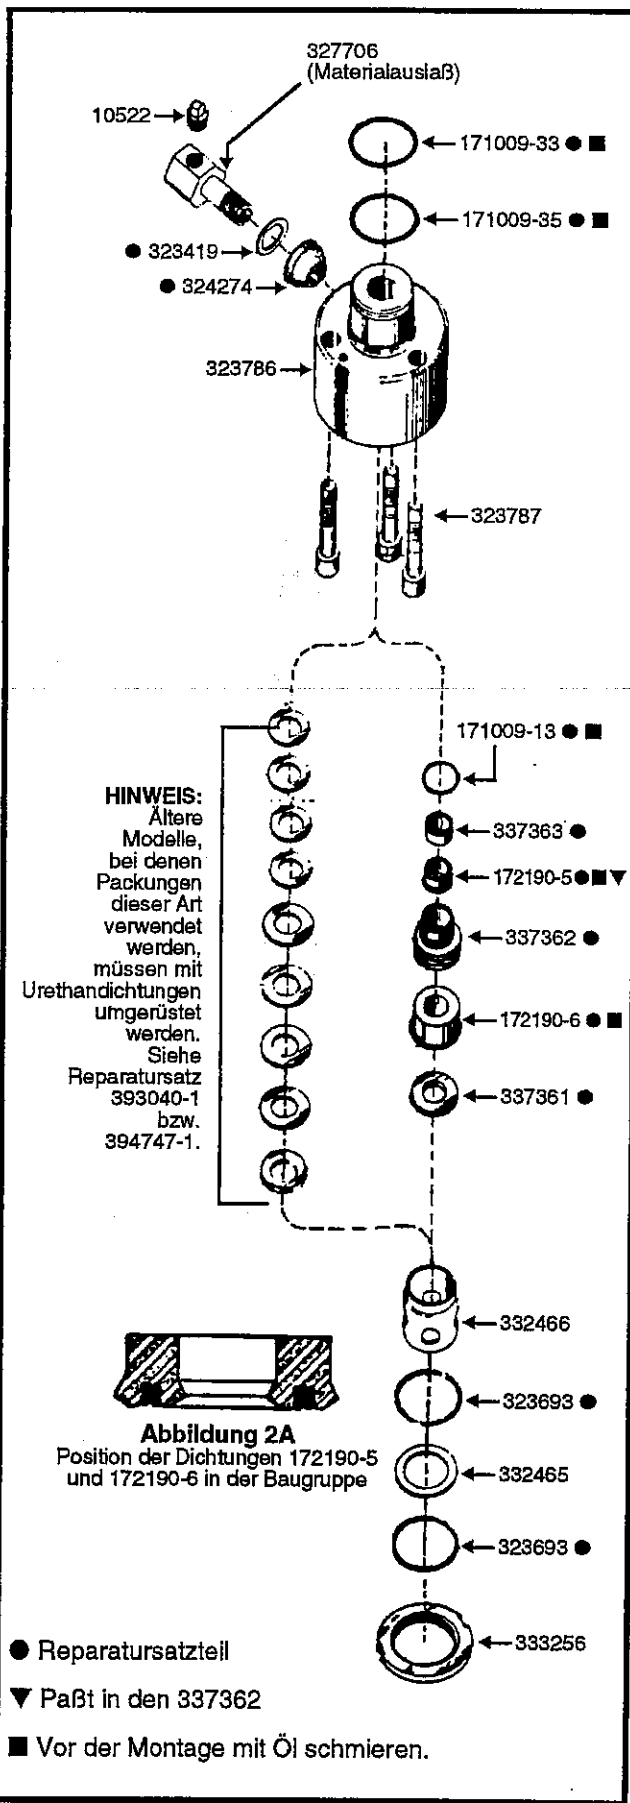 327706
(Materialauslaß)
10522
171009-33 ● ■
171009-35 ● ■
● 323419
● 324274
323786
323787
171009-13 ● ■
HINWEIS:
Ältere
Modelle,
bei denen
Packungen
dieser Art
verwendet
werden,
müssen mit
Urethandichtungen
umgerüstet
werden.
Siehe
Reparatursatz
393040-1
bzw.
394747-1.
337363 ●
172190-5 ● ■ ▼
337362 ●
172190-6 ● ■
337361 ●
332466
323693 ●
332465
323693 ●
333256
Abbildung 2A
Position der Dichtungen 172190-5
und 172190-6 in der Baugruppe
● Reparatursatzteil
▼ Paßt in den 337362
■ Vor der Montage mit Öl schmieren.